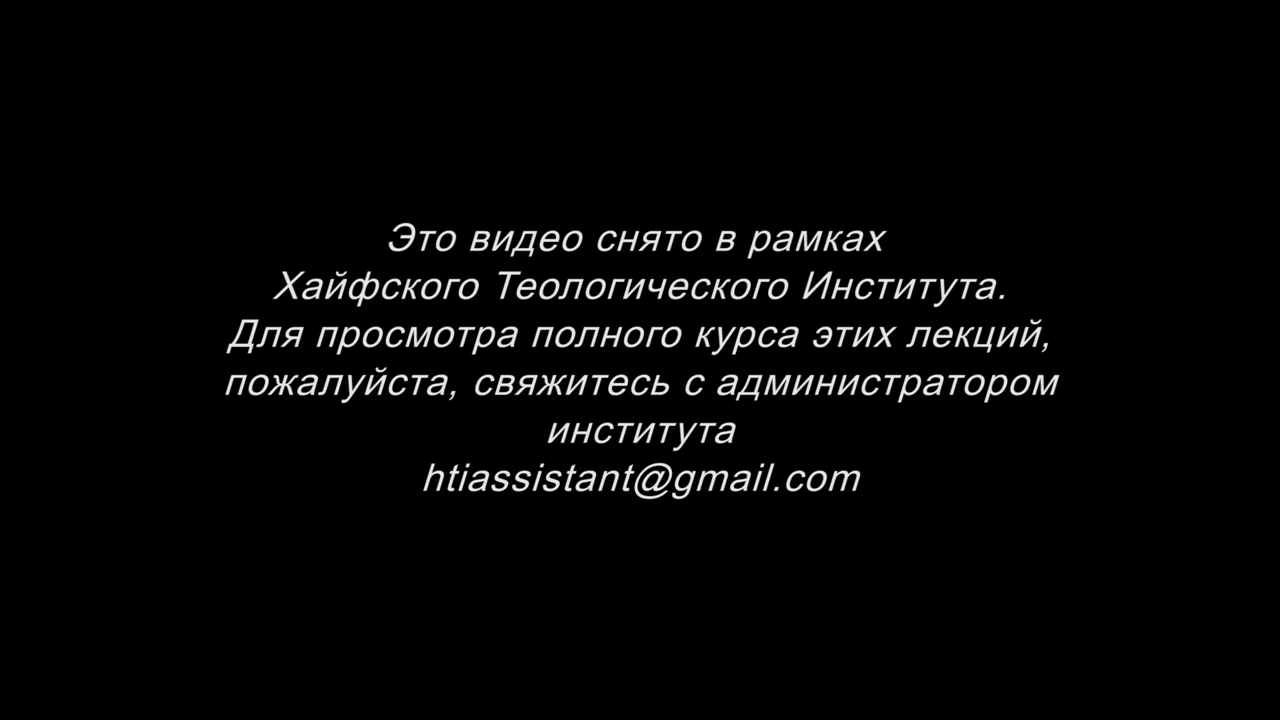 Это видео снято в рамках
Хайфского Теологического Института.
Для просмотра полного курса этих лекций,
пожалуйста, свяжитесь с администратором
института
htiassistant@gmail.com